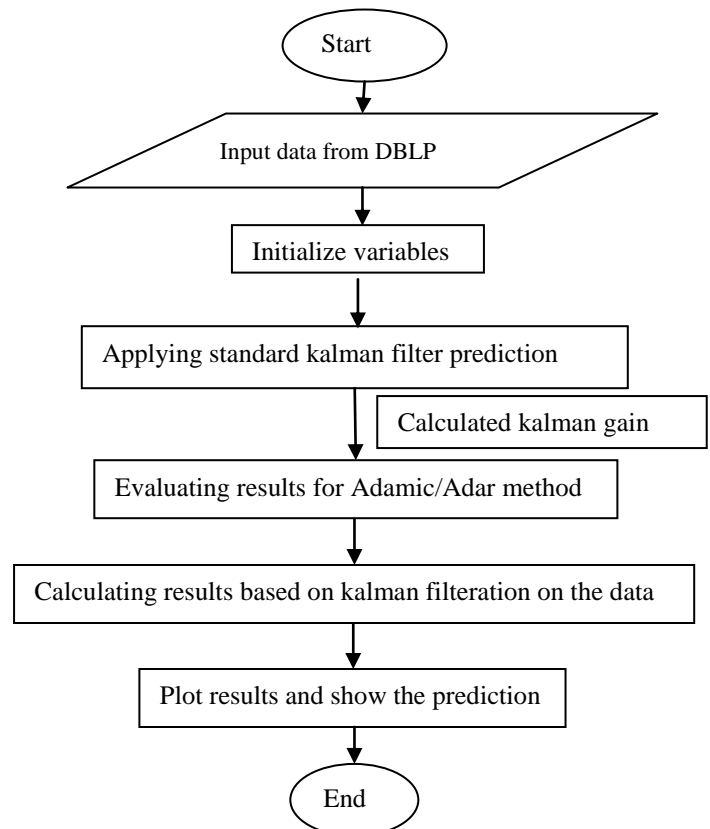 Start
Input data from DBLP
Initialize variables
Applying standard kalman filter prediction
Calculated kalman gain
Evaluating results for Adamic/Adar method
Calculating results based on kalman filteration on the data
Plot results and show the prediction
End